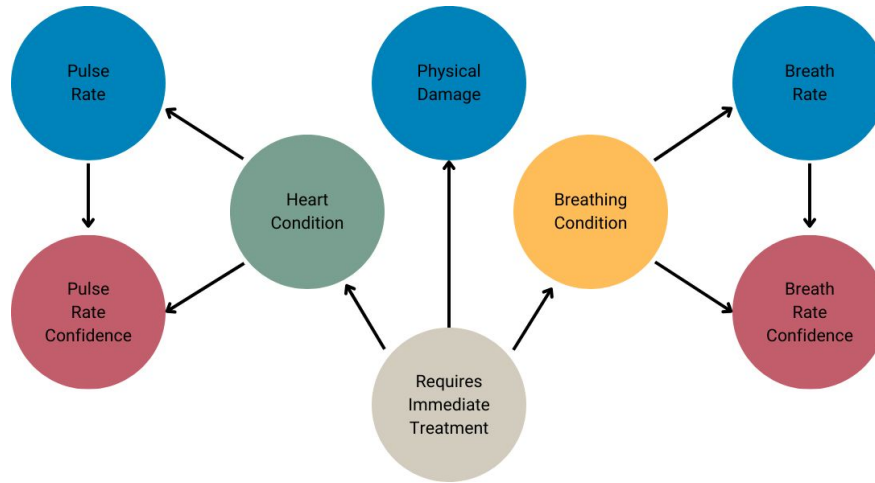 Pulse
Rate
Physical
Damage
Breath
Rate
Heart
Condition
Breathing
Condition
Pulse
Rate
Confidence
Breath
Rate
Confidence
Requires
Immediate
Treatment